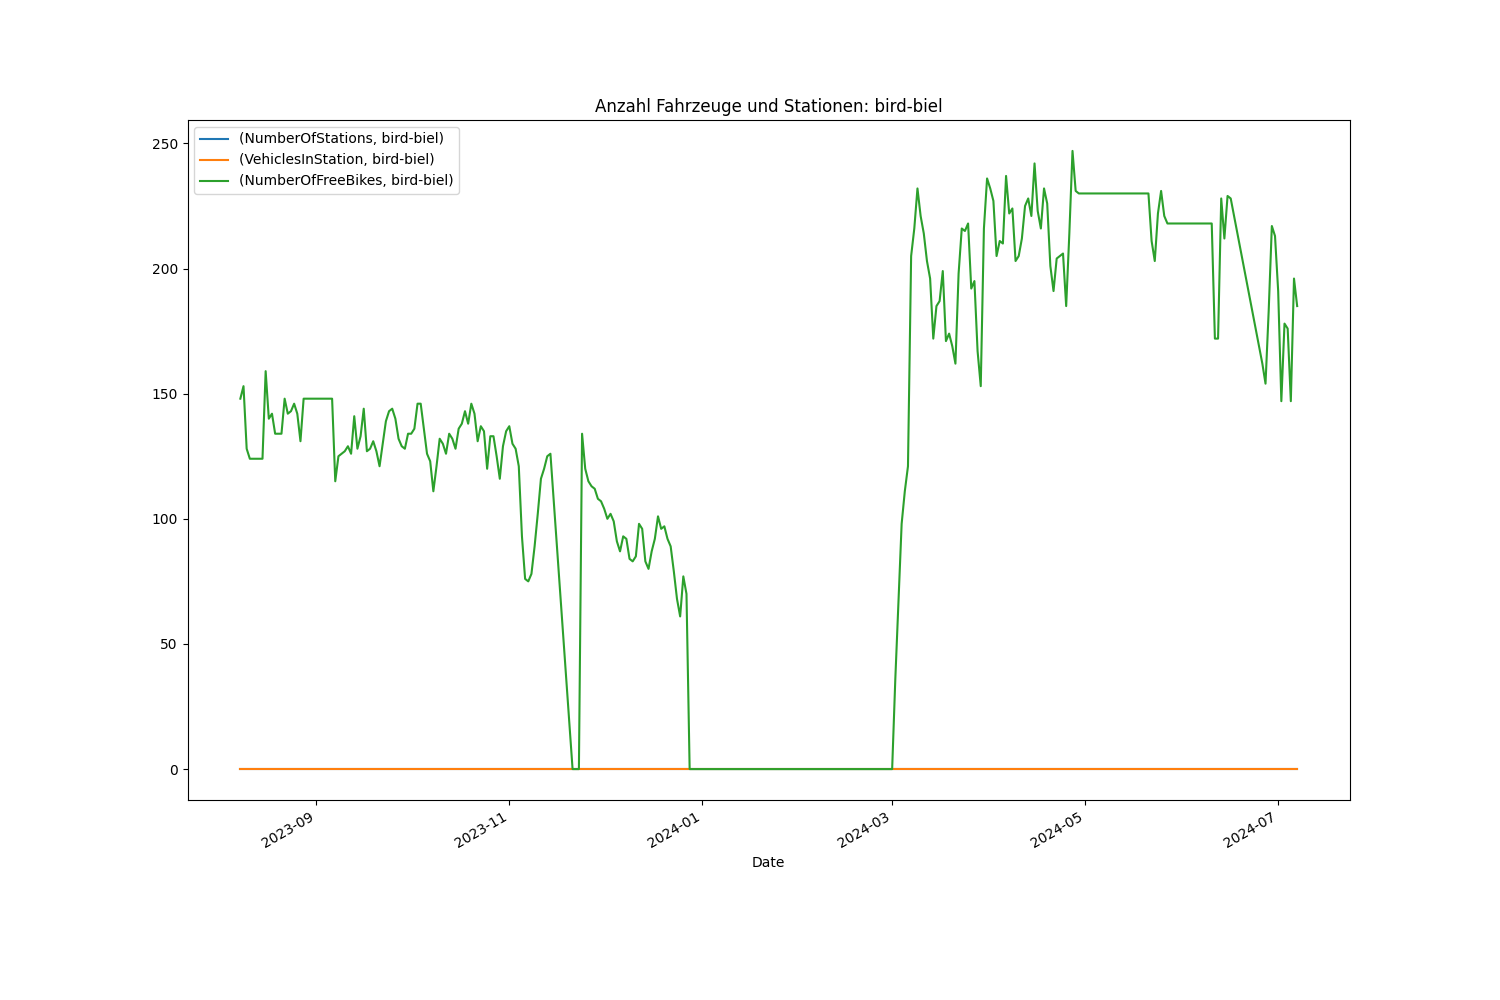 Anzahl Fahrzeuge und Stationen: bird-biel
(NumberOfStations, bird-biel)
(VehiclesInStation, bird-biel)
(NumberOfFreeBikes, bird-biel)
250
200
150
100
50
0
2023-09
2023-11
2024-01
2024-03
2024-05
2024-07
Date